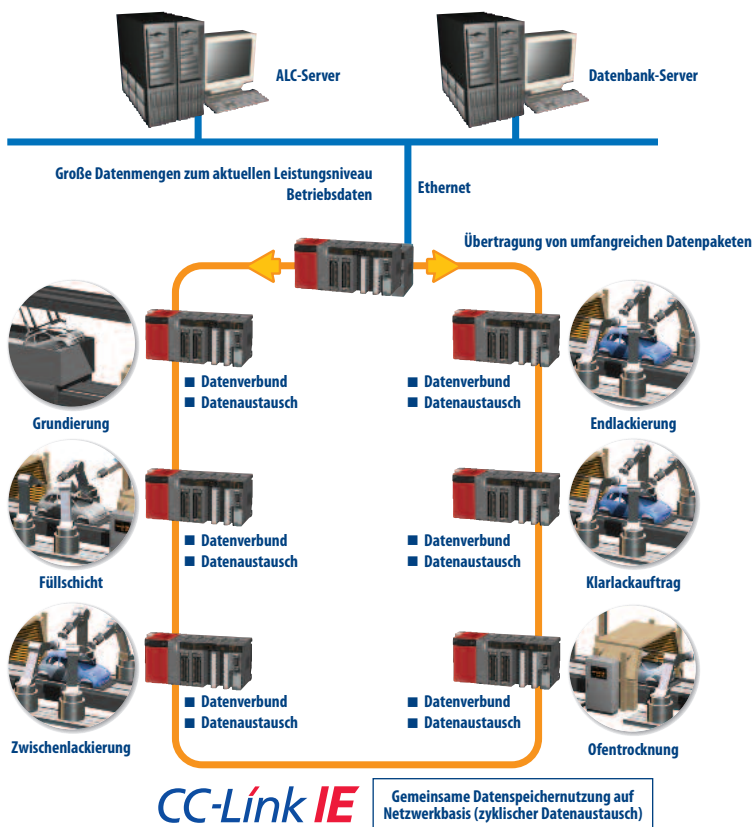 ALC-Server
Datenbank-Server
Große Datenmengen zum aktuellen Leistungsniveau
Betriebsdaten
Ethernet
Übertragung von umfangreichen Datenpaketen
■ Datenverbund
■ Datenaustausch
Grundierung
■ Datenverbund
■ Datenaustausch
Endlackierung
■ Datenverbund
■ Datenaustausch
Füllschicht
■ Datenverbund
■ Datenaustausch
Klarlackauftrag
■ Datenverbund
■ Datenaustausch
Zwischenlackierung
■ Datenverbund
■ Datenaustausch
Ofentrocknung
CC-Link IE
Gemeinsame Datenspeichernutzung auf
Netzwerkbasis (zyklischer Datenaustausch)